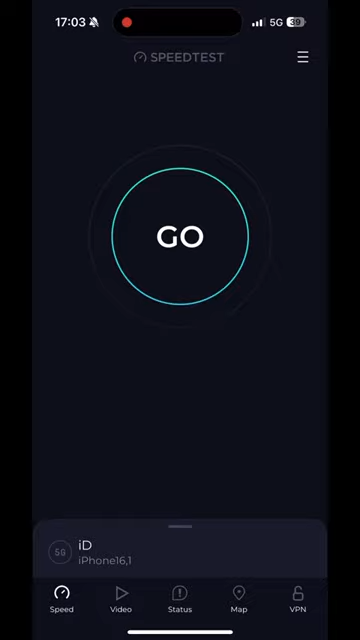 17:03 5G 39
SPEEDTEST
GO
5G
iD
iPhone16,1
Speed Video Status Map VPN